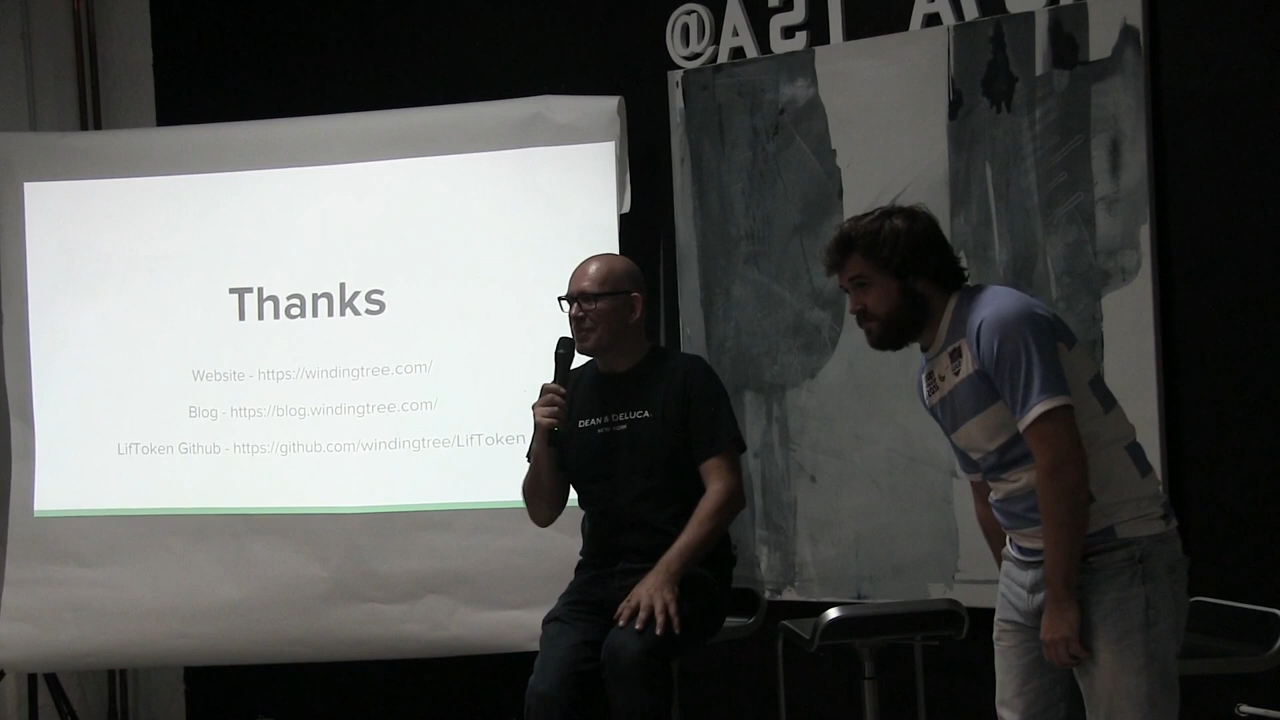 Thanks
Website - https://windingtree.com/
Blog - https://blog.windingtree.com/
LifToken Github - https://github.com/windingtree/LifToken
DEAN & DELUCA
NEW YORK